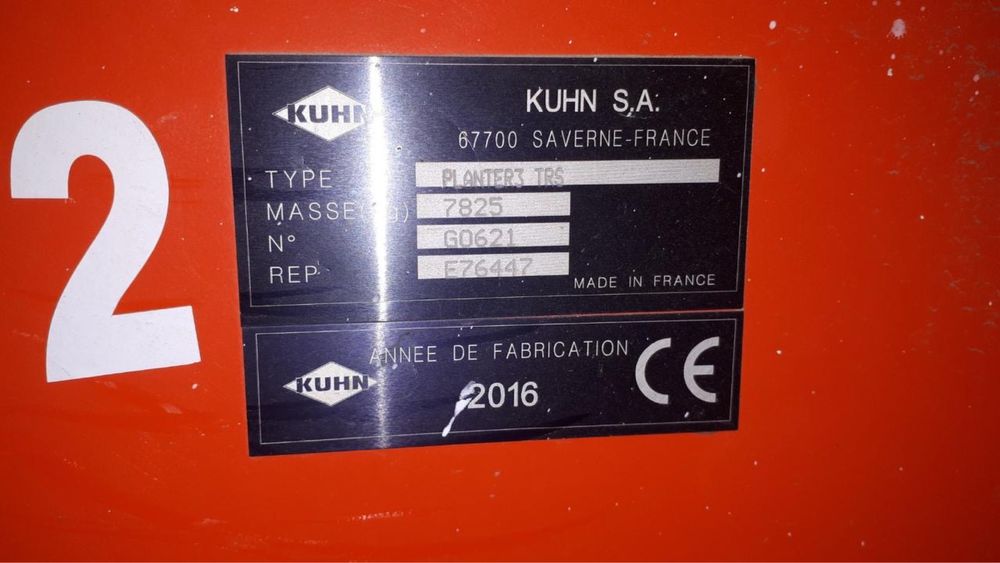 2
KUHN
KUHN S.A.
67700 SAVERNE-FRANCE
TYPE PLANTER3 TRS
MASSE(kg) 7825
N° G0621
REP E76447
MADE IN FRANCE
KUHN
ANNEE DE FABRICATION
2016
CE